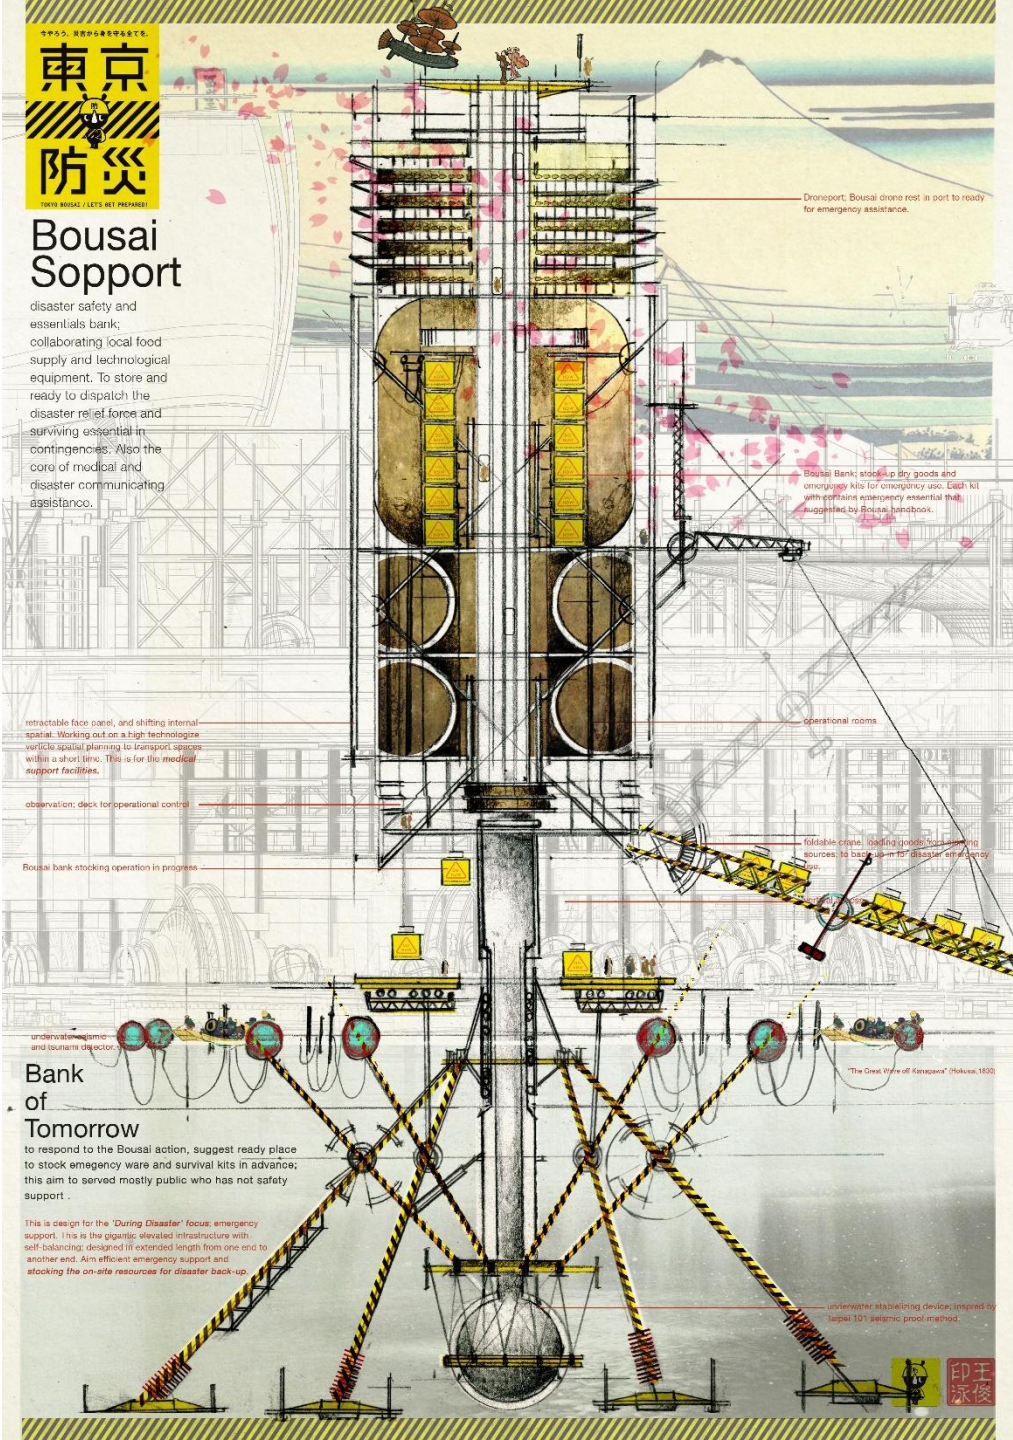 今やろう。災害から身を守る全てを。
東京
防災
TOKYO BOUSAI / LET'S GET PREPARED!
Bousai
Sopport
disaster safety and
essentials bank;
collaborating local food
supply and technological
equipment. To store and
ready to dispatch the
disaster relief force and
surviving essential in
contingencies. Also the
core of medical and
disaster communicating
assistance.
Droneport; Bousai drone rest in port to ready
for emergency assistance.
Bousai Bank; stock-up dry goods and
emergency kits for emergency use. Each kit
with contains emergency essential that
suggested by Bousai handbook.
retractable face panel, and shifting internal
spatial. Working out on a high technologize
verticle spatial planning to transport spaces
within a short time. This is for the medical
support facilities.
operational rooms
observation; deck for operational control
foldable crane, loading goods from
sources; to back-up in for disaster emergency
use.
Bousai bank stocking operation in progress
underwater seismic
and tsunami detector.
"The Great Wave off Kanagawa" (Hokusai,1830)
Bank
of
Tomorrow
to respond to the Bousai action, suggest ready place
to stock emegency ware and survival kits in advance;
this aim to served mostly public who has not safety
support .
This is design for the 'During Disaster' focus; emergency
support. This is the gigantic elevated infrastructure with
self-balancing; designed in extended length from one end to
another end. Aim efficient emergency support and
stocking the on-site resources for disaster back-up.
underwater stablelizing device; inspred by
taipei 101 seismic proof method.
印王
泳俊